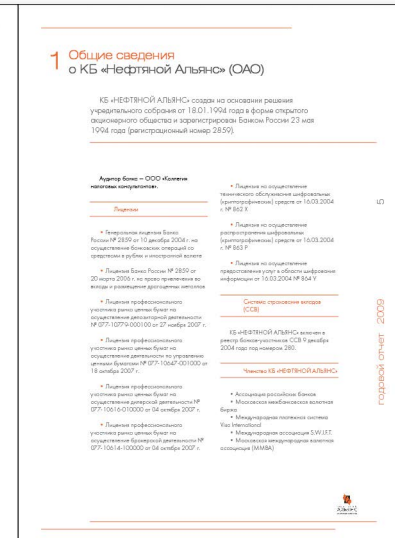 1 Общие сведения
о КБ «Нефтяной Альянс» (ОАО)
КБ «НЕФТЯНОЙ АЛЬЯНС» создан на основании решения
учредительного собрания от 18.01.1994 года в форме открытого
акционерного общества и зарегистрирован Банком России 23 мая
1994 года (регистрационный номер 2859).
Аудитор банка — ООО «Коллегия
налоговых консультантов».
Лицензии
• Генеральная лицензия Банка
России № 2859 от 10 декабря 2004 г. на
осуществление банковских операций со
средствами в рублях и иностранной валюте
• Лицензия Банка России № 2859 от
20 марта 2006 г. на право привлечения во
вклады и размещение драгоценных металлов
• Лицензия профессионального
участника рынка ценных бумаг на
осуществление депозитарной деятельности
№ 077-10779-000100 от 27 ноября 2007 г.
• Лицензия профессионального
участника рынка ценных бумаг на
осуществление деятельности по управлению
ценными бумагами № 077-10647-001000 от
18 октября 2007 г.
• Лицензия профессионального
участника рынка ценных бумаг на
осуществление дилерской деятельности №
077-10616-010000 от 04 октября 2007 г.
• Лицензия профессионального
участника рынка ценных бумаг на
осуществление брокерской деятельности №
077-10614-100000 от 04 октября 2007 г.
• Лицензия на осуществление
технического обслуживания шифровальных
(криптографических) средств от 16.03.2004
г. № 862 Х
• Лицензия на осуществление
распространения шифровальных
(криптографических) средств от 16.03.2004
г. № 863 Р
• Лицензия на осуществление
предоставления услуг в области шифрования
информации от 16.03.2004 № 864 У
Система страхования вкладов
(ССВ)
КБ «НЕФТЯНОЙ АЛЬЯНС» включен в
реестр банков-участников ССВ 9 декабря
2004 года под номером 280.
Членство КБ «НЕФТЯНОЙ АЛЬЯНС»
• Ассоциация российских банков
• Московская межбанковская валютная
биржа
• Международная платежная система
Visa International
• Международная ассоциация S.W.I.F.T.
• Московская международная валютная
ассоциация (ММВА)
5
годовой отчет 2009
АЛЬЯНС